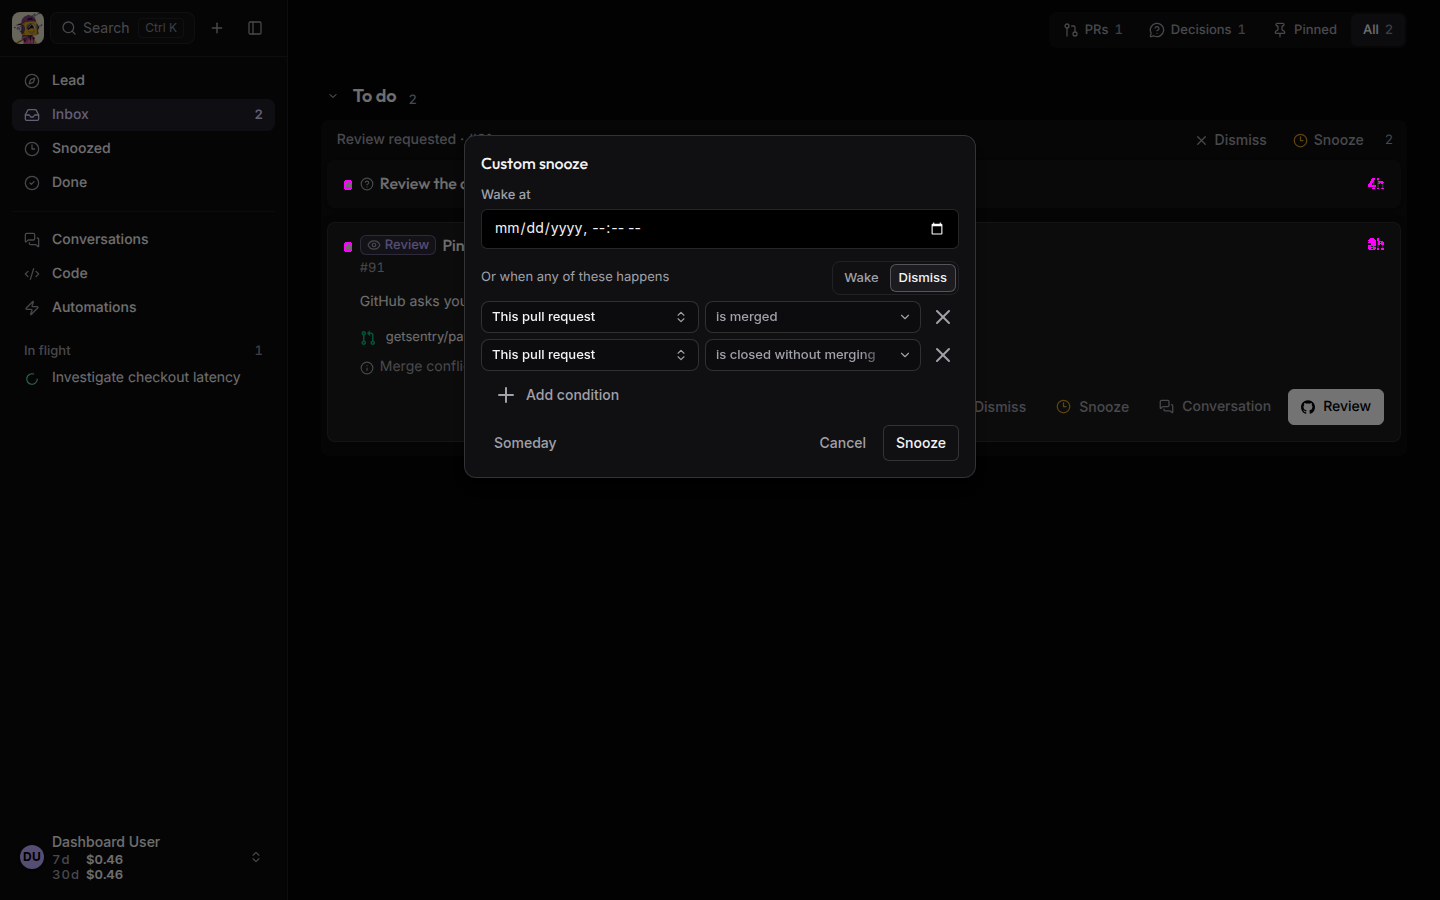 Search Ctrl K
PRs 1 Decisions 1 Pinned All 2
Lead
Inbox 2
Snoozed
Done
Conversations
Code
Automations
In flight 1
Investigate checkout latency
Dashboard User
DU
7d $0.46
30d $0.46
To do 2
Review requested ·
Dismiss Snooze 2
Review the
Review Pin
#91
GitHub asks you
getsentry/pa
Merge confli
Dismiss Snooze Conversation Review
Custom snooze
Wake at
mm/dd/yyyy, --:-- --
Or when any of these happens Wake Dismiss
This pull request is merged
This pull request is closed without merging
Add condition
Someday Cancel Snooze